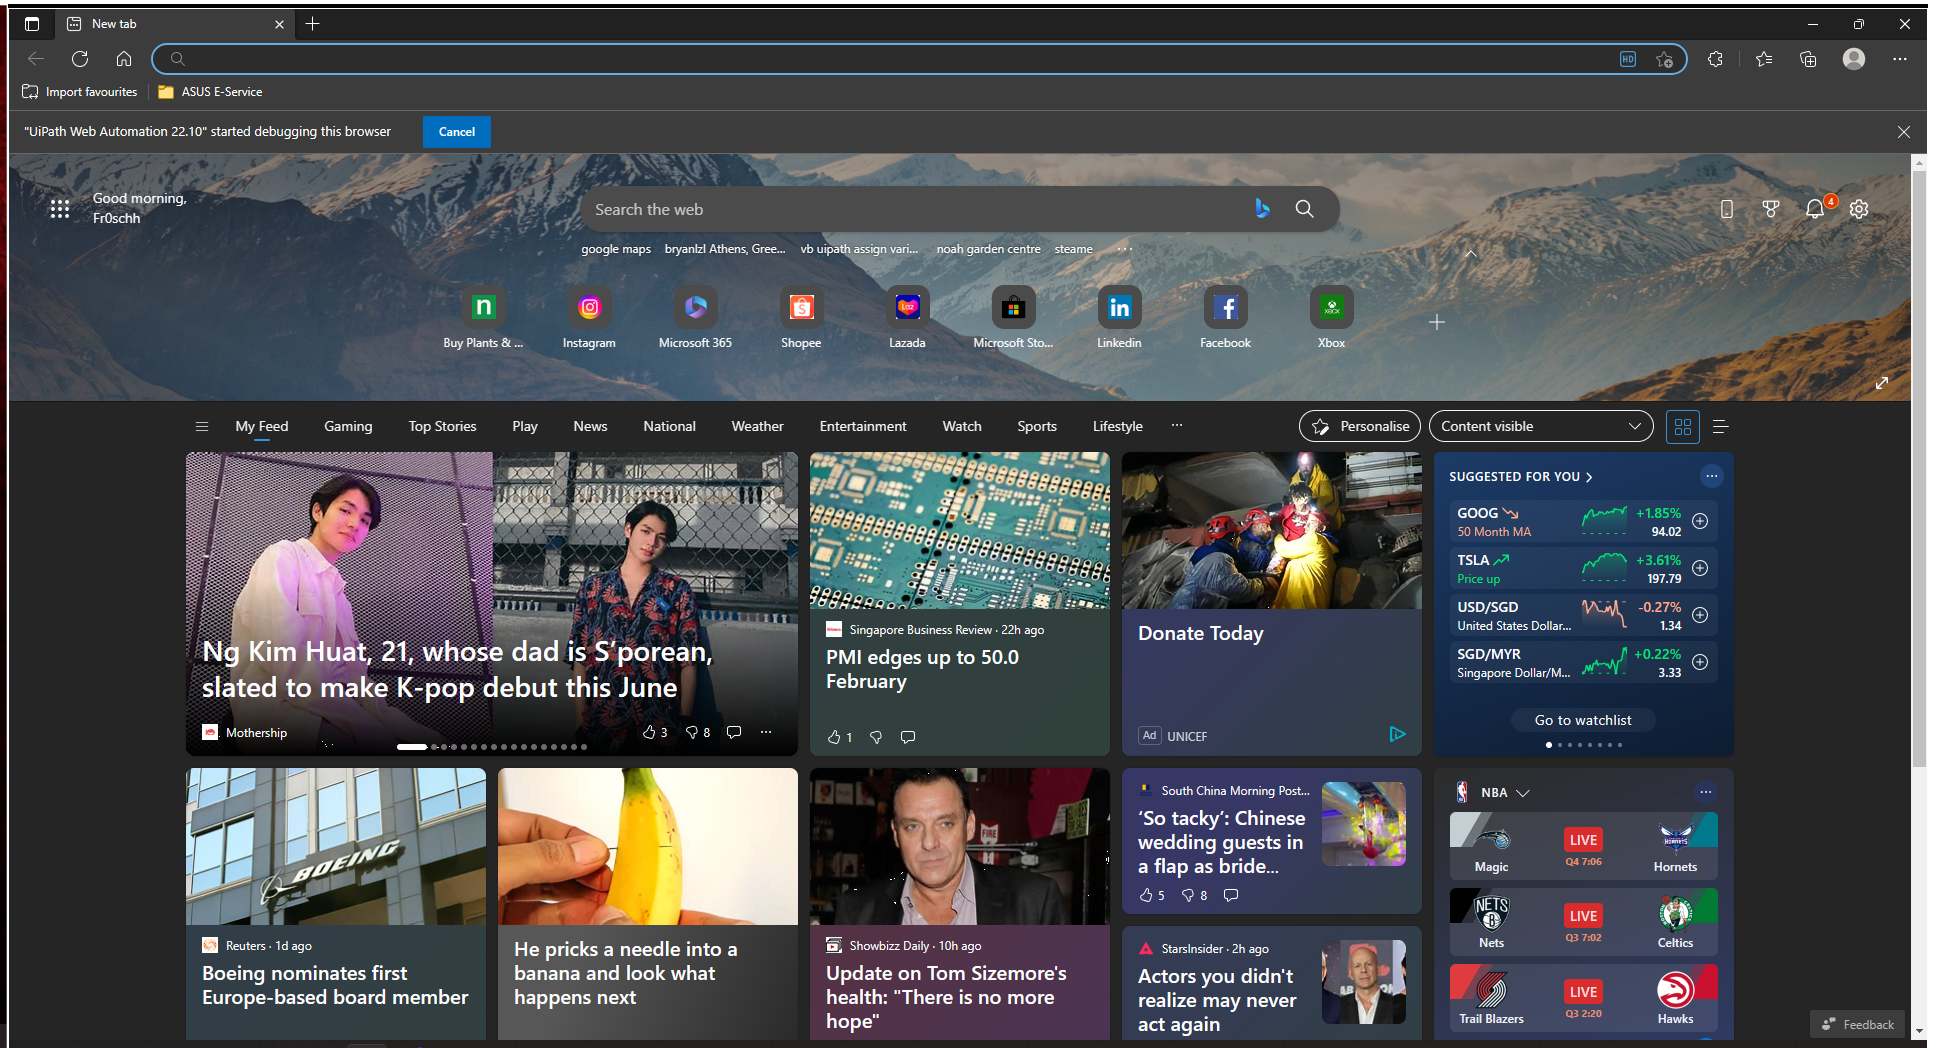 New tab
HD
Import favourites
ASUS E-Service
"UiPath Web Automation 22.10" started debugging this browser
Cancel
Good morning,
Fr0schh
Search the web
4
google maps
bryanlzl Athens, Gree...
vb uipath assign vari...
noah garden centre
steame
Buy Plants & ...
Instagram
Microsoft 365
Shopee
Lazada
Microsoft Sto...
Linkedin
Facebook
Xbox
My Feed
Gaming
Top Stories
Play
News
National
Weather
Entertainment
Watch
Sports
Lifestyle
Personalise
Content visible
Ng Kim Huat, 21, whose dad is S’porean,
slated to make K-pop debut this June
Mothership
3
8
Singapore Business Review · 22h ago
PMI edges up to 50.0
February
1
Donate Today
Ad
UNICEF
SUGGESTED FOR YOU
GOOG
+1.85%
50 Month MA
94.02
TSLA
+3.61%
Price up
197.79
USD/SGD
-0.27%
United States Dollar...
1.34
SGD/MYR
+0.22%
Singapore Dollar/M...
3.33
Go to watchlist
BOEING
Reuters · 1d ago
Boeing nominates first
Europe-based board member
He pricks a needle into a
banana and look what
happens next
FIRE
Showbizz Daily · 10h ago
Update on Tom Sizemore's
health: "There is no more
hope"
South China Morning Post...
‘So tacky’: Chinese
wedding guests in
a flap as bride...
5
8
StarsInsider · 2h ago
Actors you didn't
realize may never
act again
NBA
LIVE
Q4 7:06
Magic
Hornets
NETS
LIVE
Q3 7:02
Nets
Celtics
LIVE
Q3 2:20
Trail Blazers
Hawks
Feedback